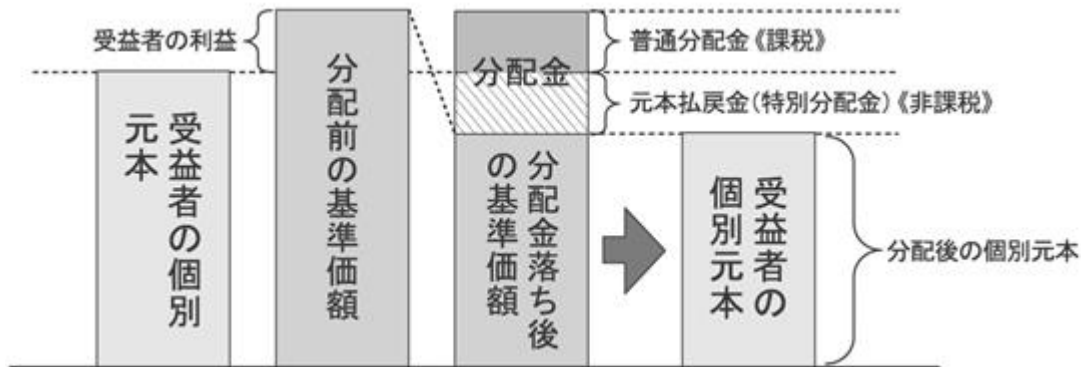 受益者の利益
受益者の個別
元本
分配前の基準価額
分配金
分配金落ち後
の基準価額
普通分配金《課税》
元本払戻金(特別分配金)《非課税》
受益者の
個別元本
分配後の個別元本